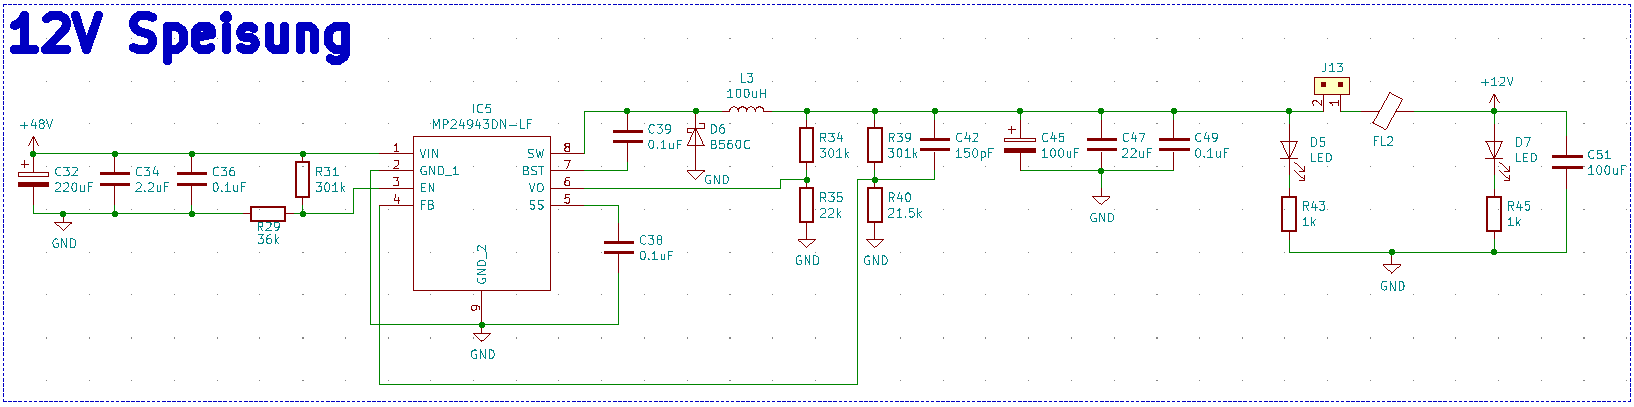 12V Speisung
J13
2 1
L3
100uH
+12V
IC5
MP24943DN-LF
+48V
FL2
C32
220uF
C34
2.2uF
C36
0.1uF
R31
301k
R29
36k
GND
1 VIN
2 GND_1
3 EN
4 FB
SW 8
BST 7
VO 6
SS 5
GND_2
9
GND
C39
0.1uF
D6
B560C
GND
C38
0.1uF
R34
301k
R35
22k
GND
R39
301k
R40
21.5k
GND
C42
150pF
C45
100uF
C47
22uF
C49
0.1uF
GND
D5
LED
R43
1k
D7
LED
R45
1k
C51
100uF
GND